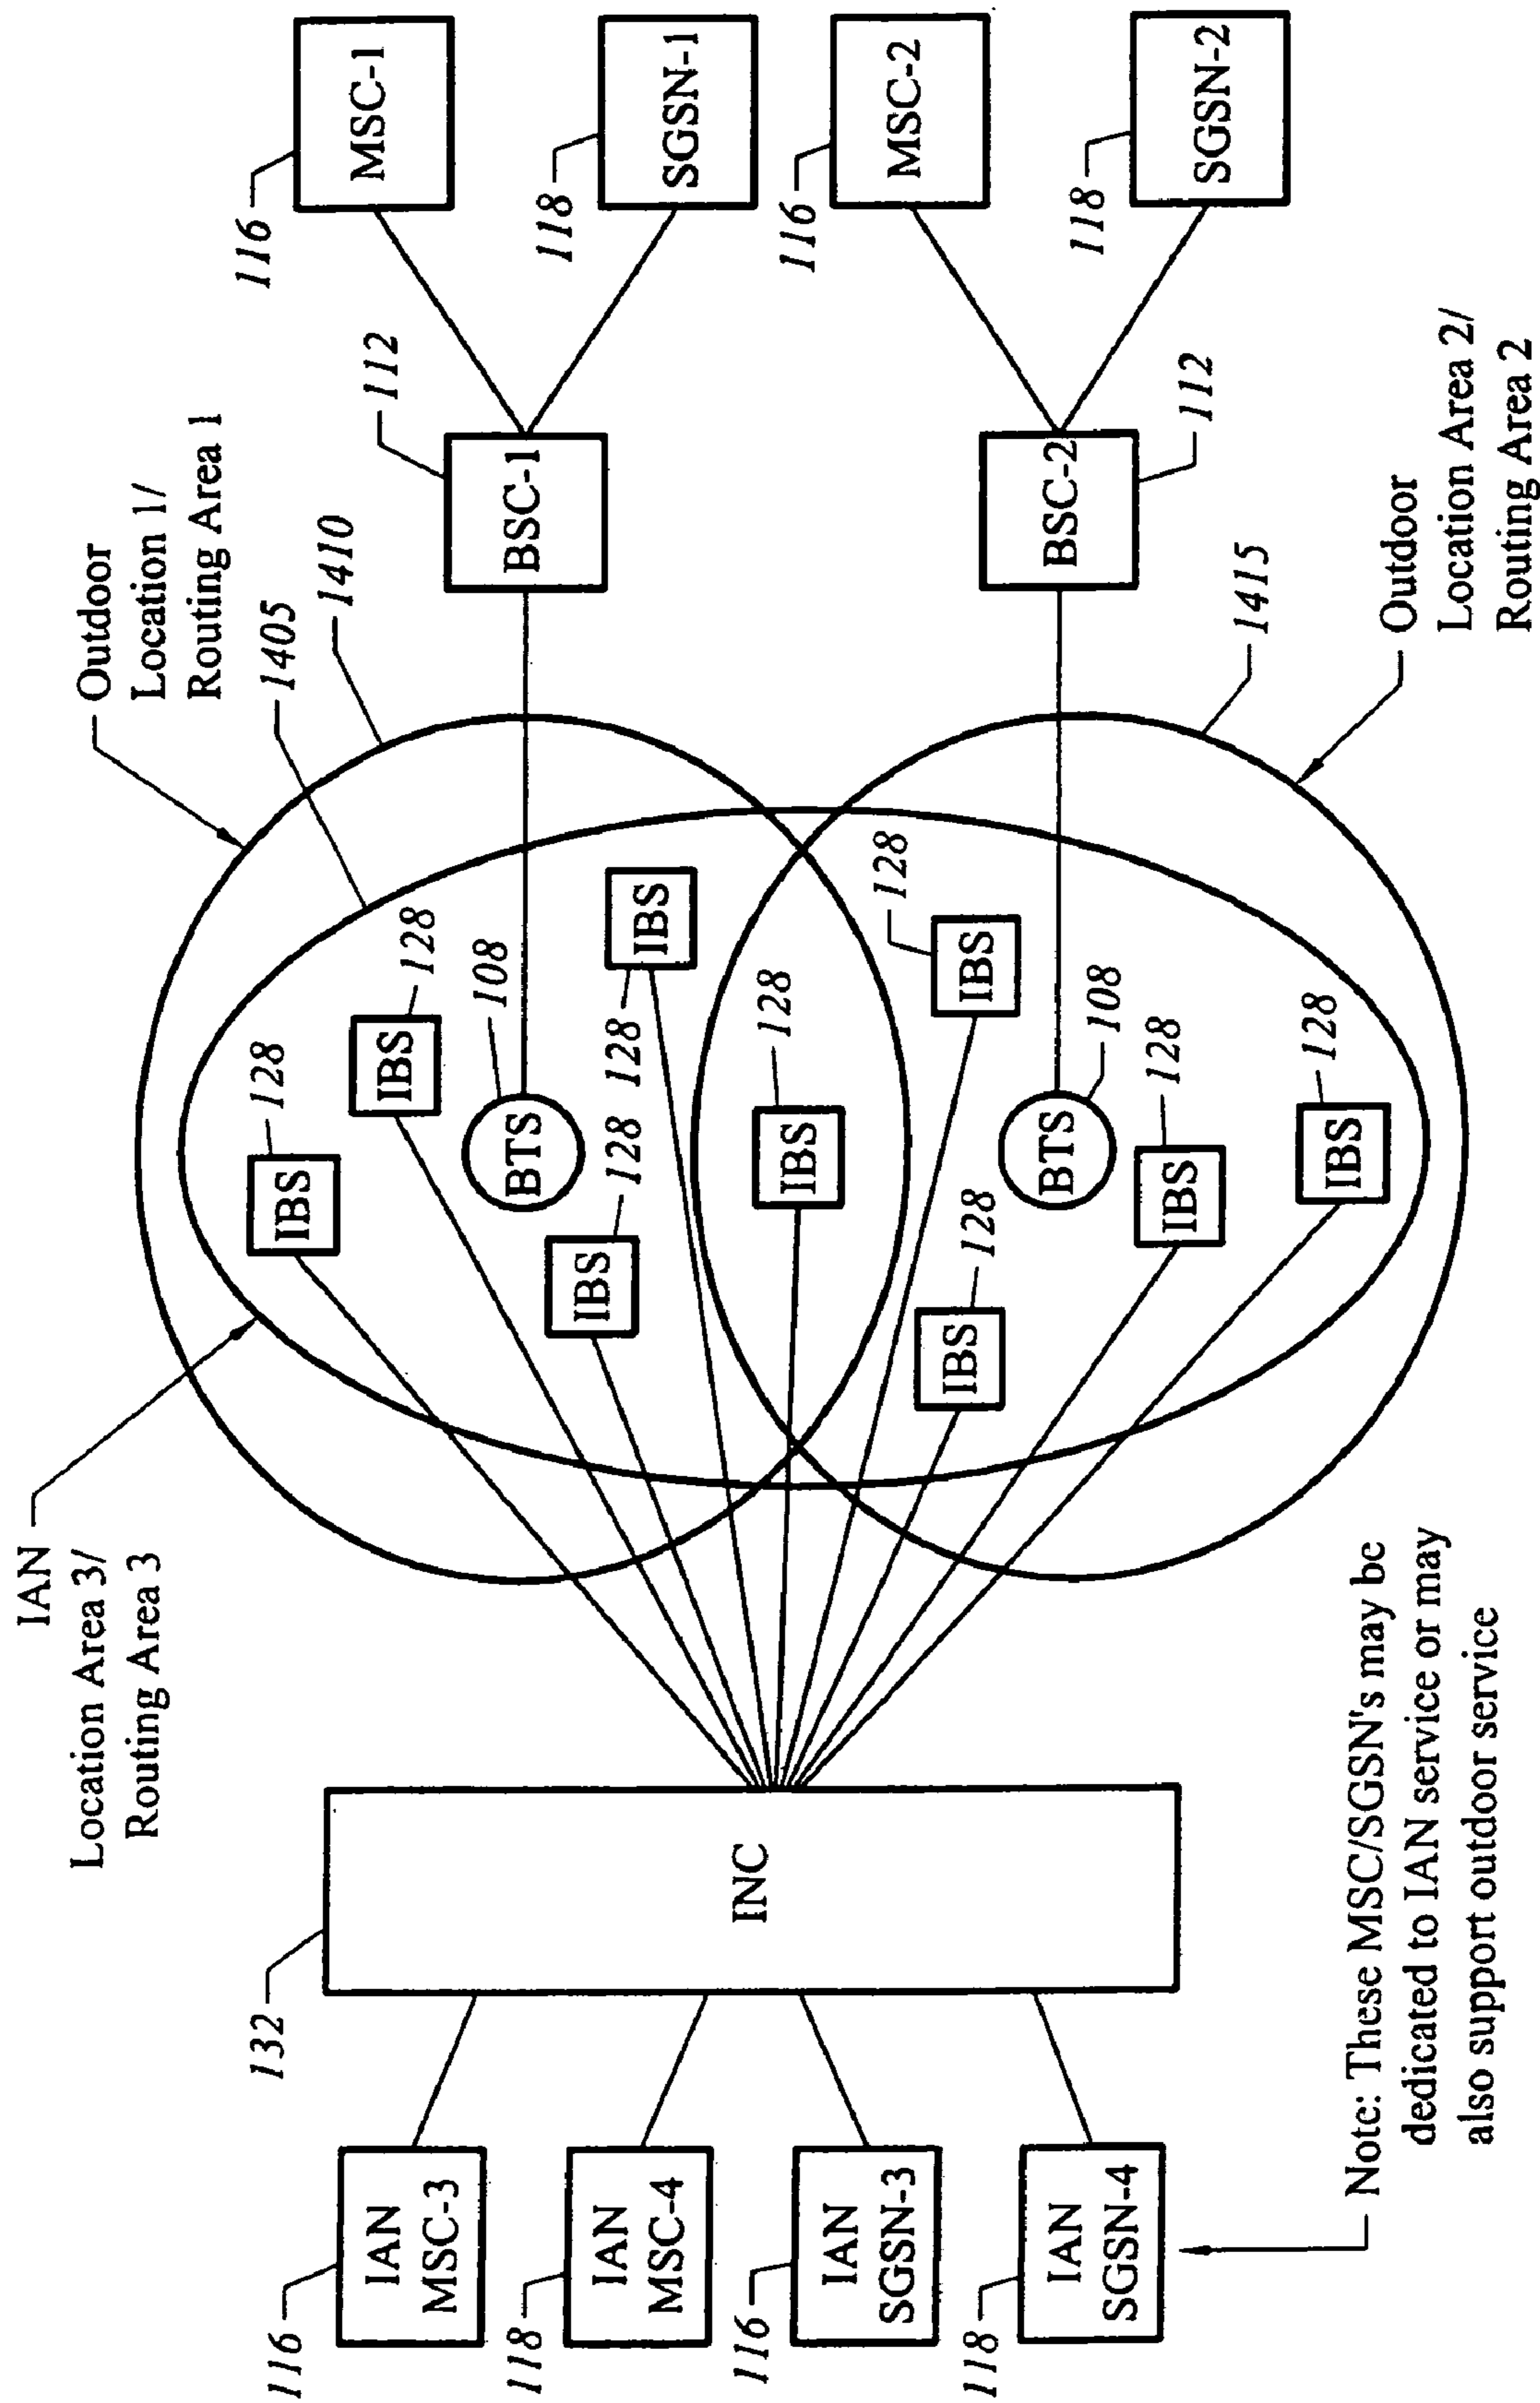 116
IAN
MSC-3
118
IAN
MSC-4
116
IAN
SGSN-3
118
IAN
SGSN-4
Note: These MSC/SGSN's may be
dedicated to IAN service or may
also support outdoor service
132
INC
IAN
Location Area 3/
Routing Area 3
128
IBS
128
IBS
108
BTS
128
IBS
128
IBS
128
IBS
128
IBS
128
IBS
108
BTS
128
IBS
128
IBS
Outdoor
Location 1/
Routing Area 1
1405
1410
1415
Outdoor
Location Area 2/
Routing Area 2
112
BSC-1
112
BSC-2
116
MSC-1
118
SGSN-1
116
MSC-2
118
SGSN-2